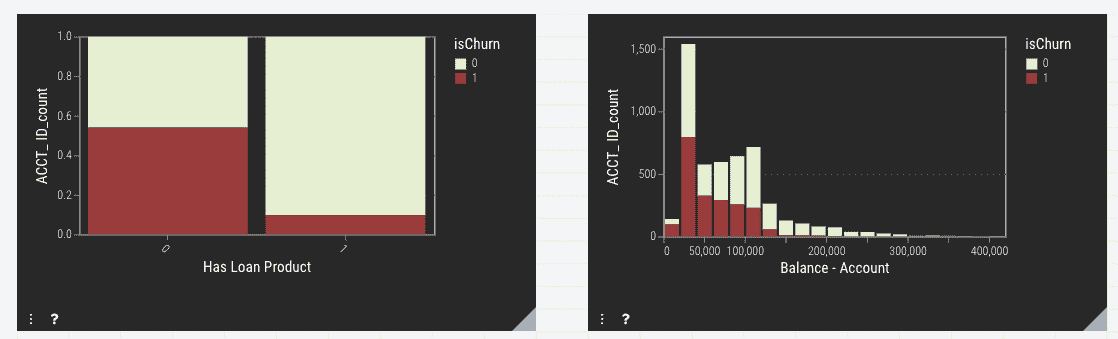 isChurn
0
1
ACCT_ID_count
1.0
0.8
0.6
0.4
0.2
0.0
0
1
Has Loan Product
⋮ ?
isChurn
0
1
ACCT_ID_count
1,500
1,000
500
0
0 50,000 100,000 200,000 300,000 400,000
Balance - Account
⋮ ?